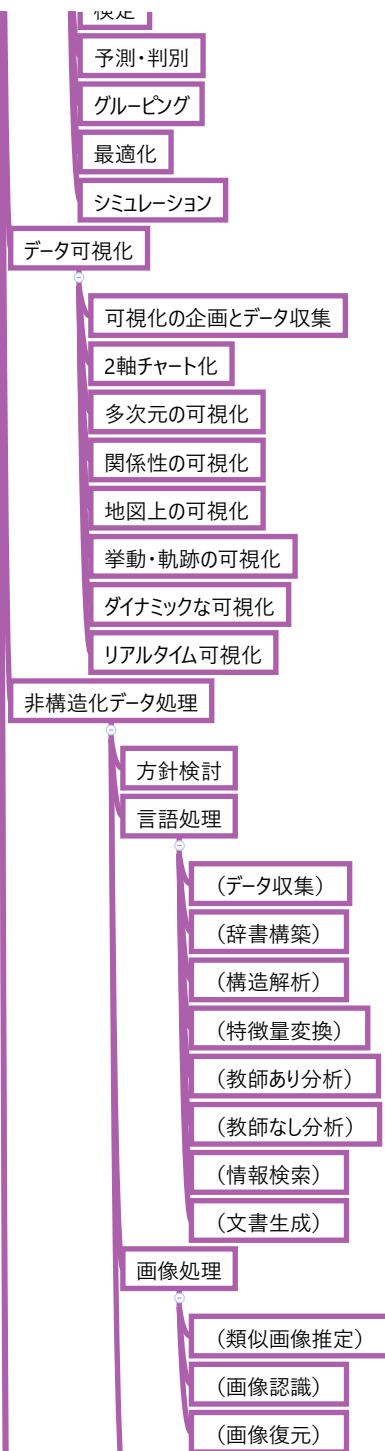 検定
予測・判別
グルーピング
最適化
シミュレーション
データ可視化
可視化の企画とデータ収集
2軸チャート化
多次元の可視化
関係性の可視化
地図上の可視化
挙動・軌跡の可視化
ダイナミックな可視化
リアルタイム可視化
非構造化データ処理
方針検討
言語処理
（データ収集）
（辞書構築）
（構造解析）
（特徴量変換）
（教師あり分析）
（教師なし分析）
（情報検索）
（文書生成）
画像処理
（類似画像推定）
（画像認識）
（画像復元）